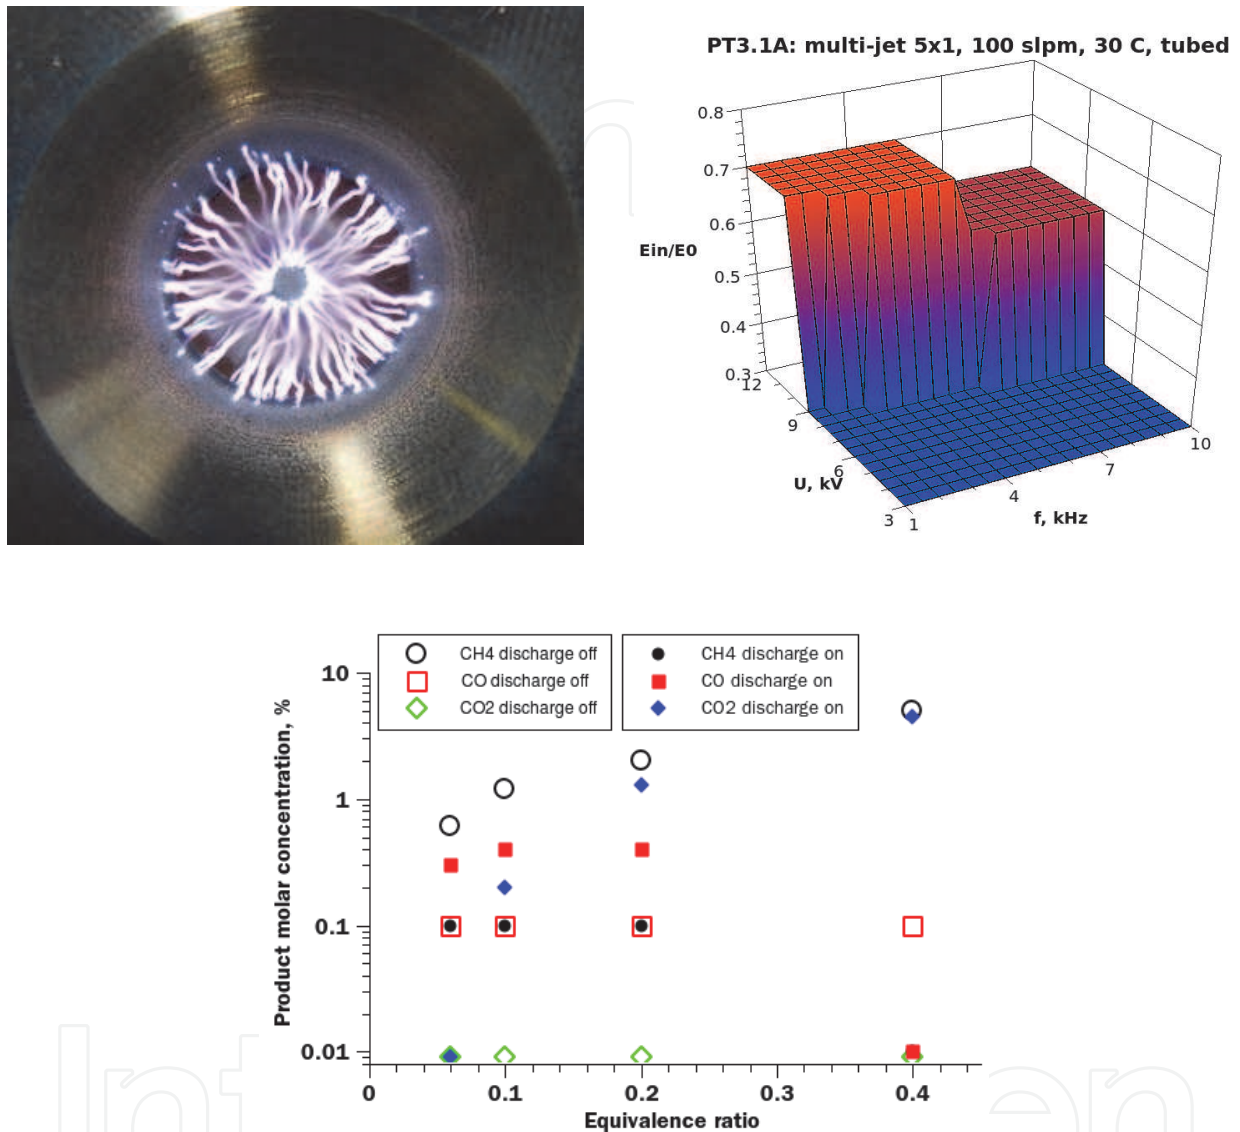 PT3.1A: multi-jet 5x1, 100 slpm, 30 C, tubed
0.8
0.7
0.6
Ein/E0
0.5
0.4
0.3
12
9
6
U, kV
3
1
4
f, kHz
7
10
CH4 discharge off
CO discharge off
CO2 discharge off
CH4 discharge on
CO discharge on
CO2 discharge on
Product molar concentration, %
10
1
0.1
0.01
0 0.1 0.2 0.3 0.4
Equivalence ratio